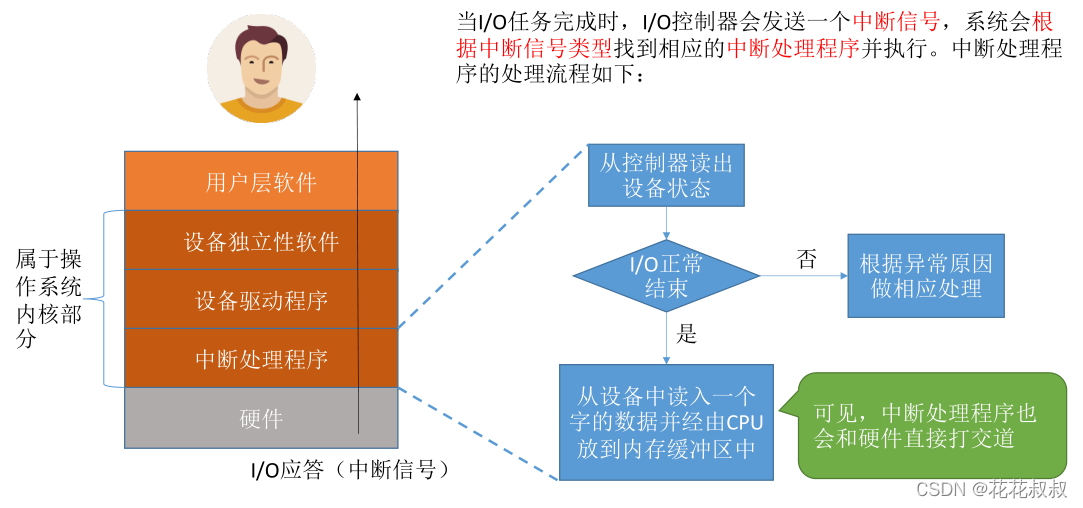 当I/O任务完成时，I/O控制器会发送一个中断信号，系统会根
据中断信号类型找到相应的中断处理程序并执行。中断处理程
序的处理流程如下：
用户层软件
设备独立性软件
设备驱动程序
中断处理程序
硬件
属于操
作系统
内核部
分
I/O应答（中断信号）
从控制器读出
设备状态
I/O正常
结束
否
根据异常原因
做相应处理
是
从设备中读入一个
字的数据并经由CPU
放到内存缓冲区中
可见，中断处理程序也
会和硬件直接打交道
CSDN @花花叔叔